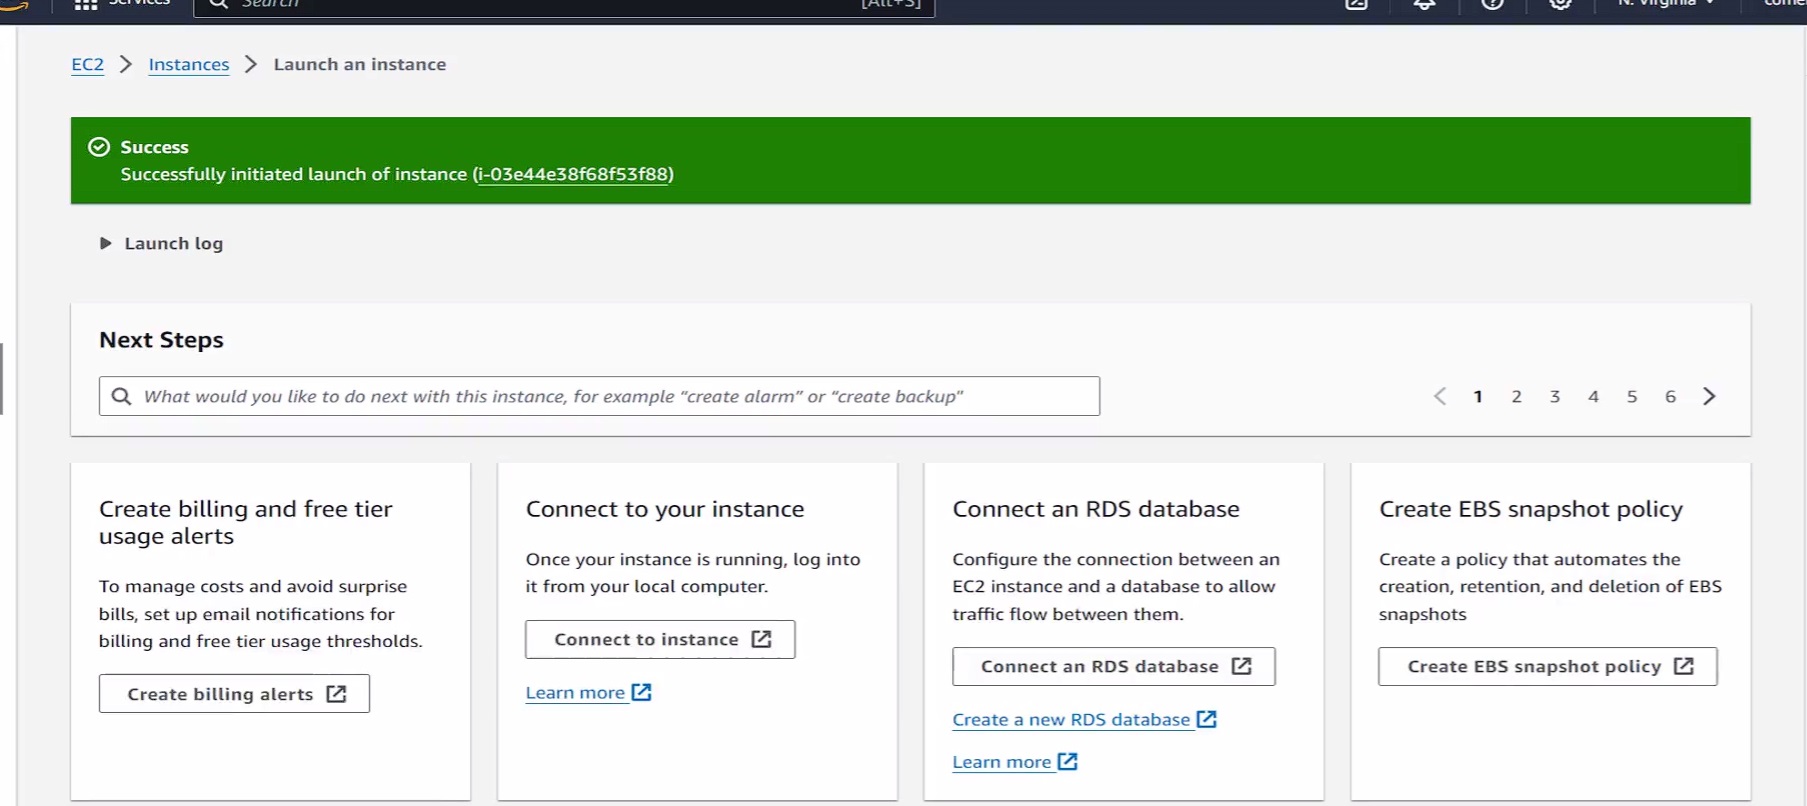 Services Search [Alt+S] N. Virginia
EC2 > Instances > Launch an instance
Success
Successfully initiated launch of instance (i-03e44e38f68f53f88)
Launch log
Next Steps
What would you like to do next with this instance, for example “create alarm” or “create backup”
1 2 3 4 5 6
Create billing and free tier
usage alerts
To manage costs and avoid surprise
bills, set up email notifications for
billing and free tier usage thresholds.
Create billing alerts
Connect to your instance
Once your instance is running, log into
it from your local computer.
Connect to instance
Learn more
Connect an RDS database
Configure the connection between an
EC2 instance and a database to allow
traffic flow between them.
Connect an RDS database
Create a new RDS database
Learn more
Create EBS snapshot policy
Create a policy that automates the
creation, retention, and deletion of EBS
snapshots
Create EBS snapshot policy